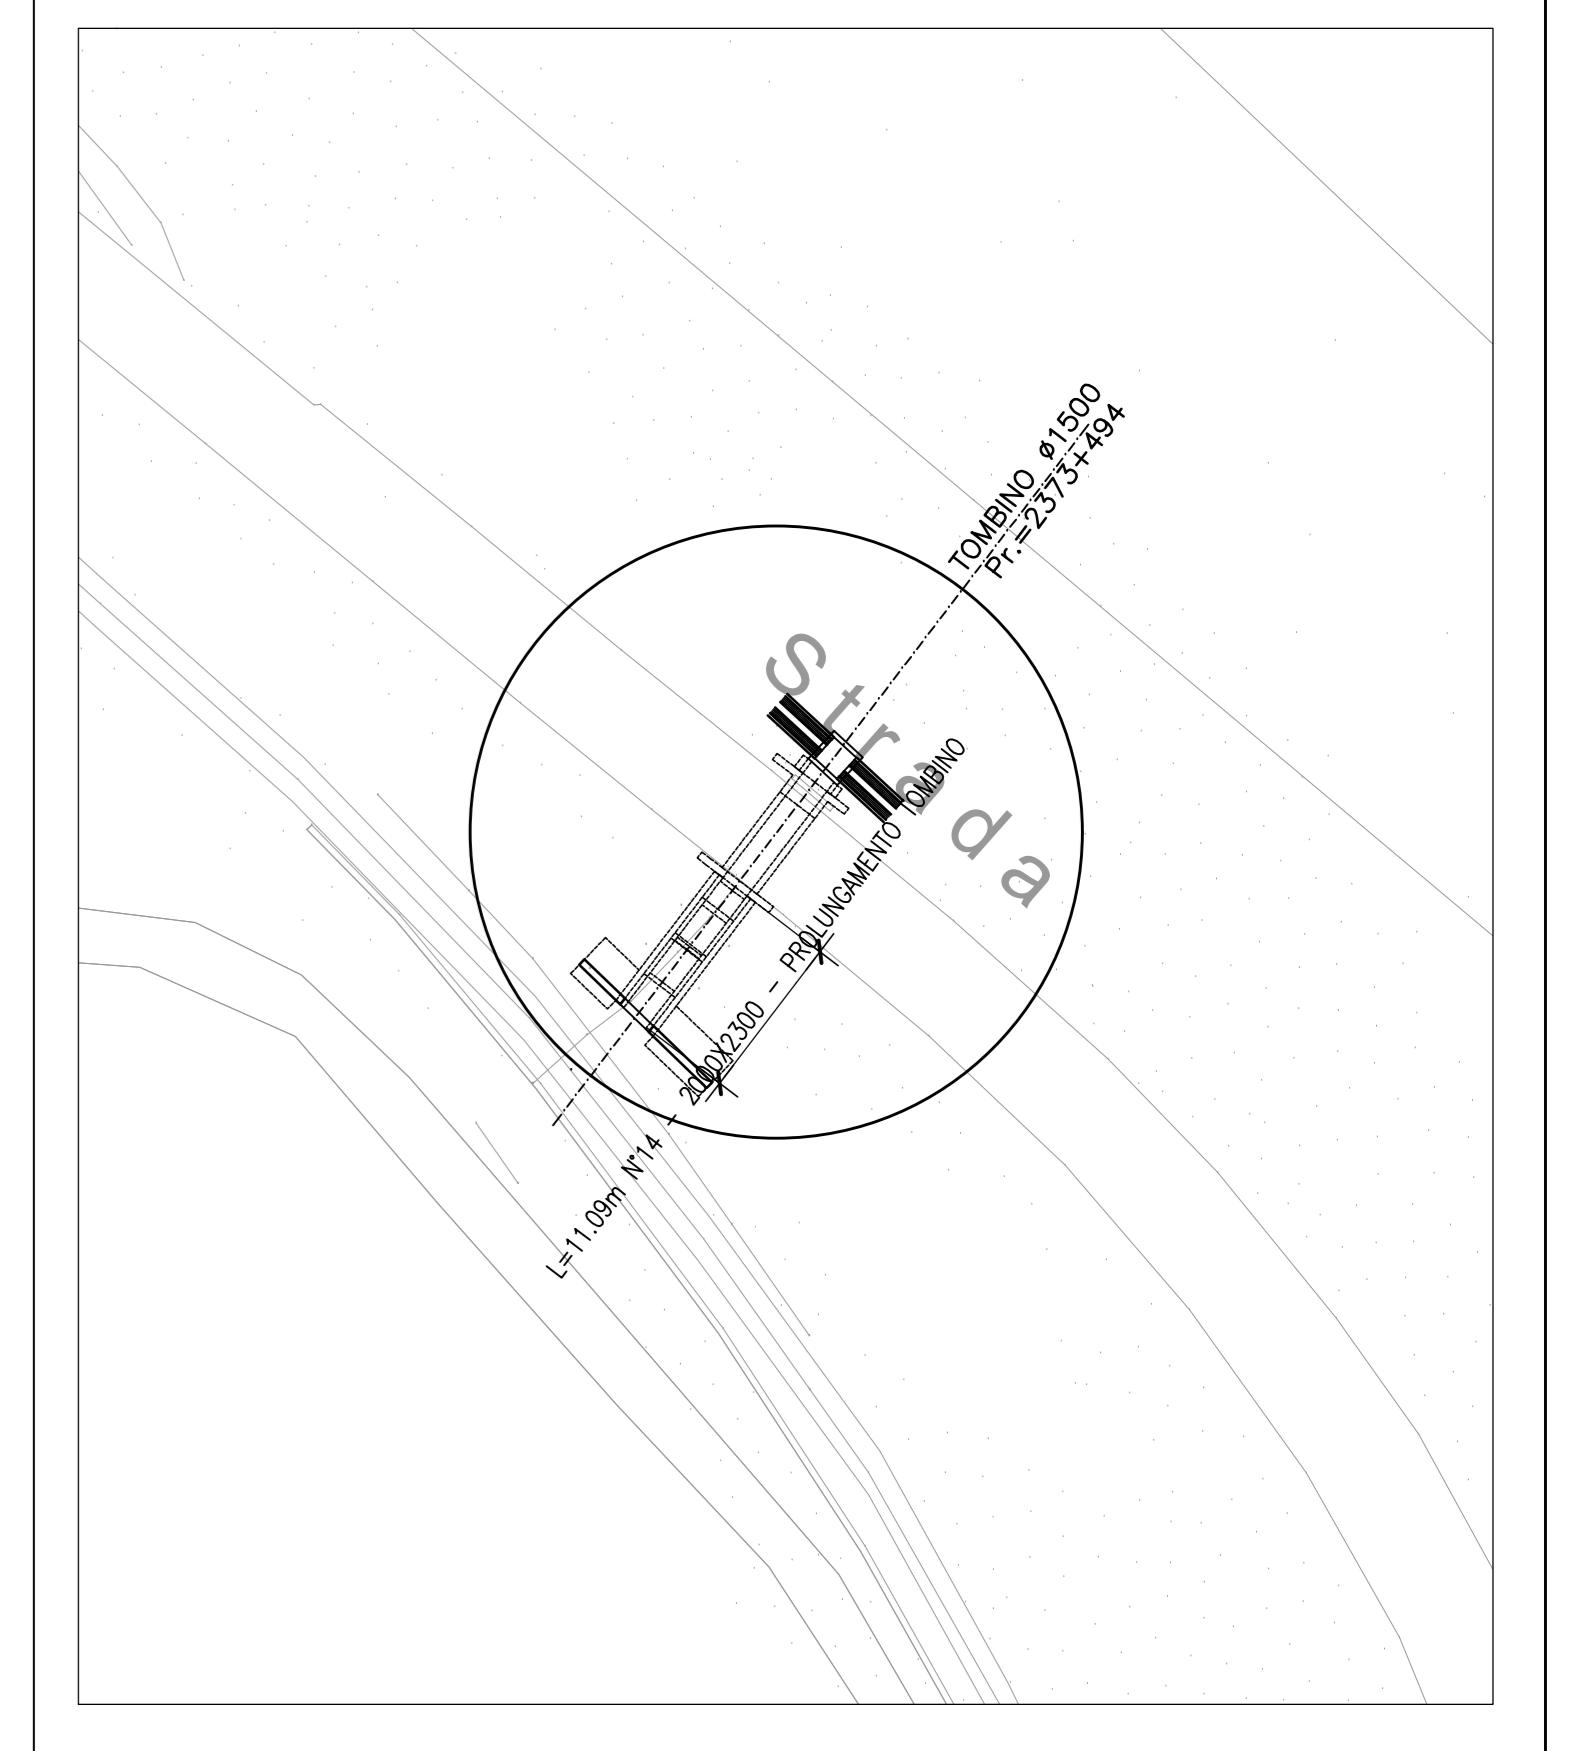 TOMBINO ø1500
Pr.=2373+494
Strada
L=11.09m N°14 - 2000X2300 - PROLUNGAMENTO TOMBINO